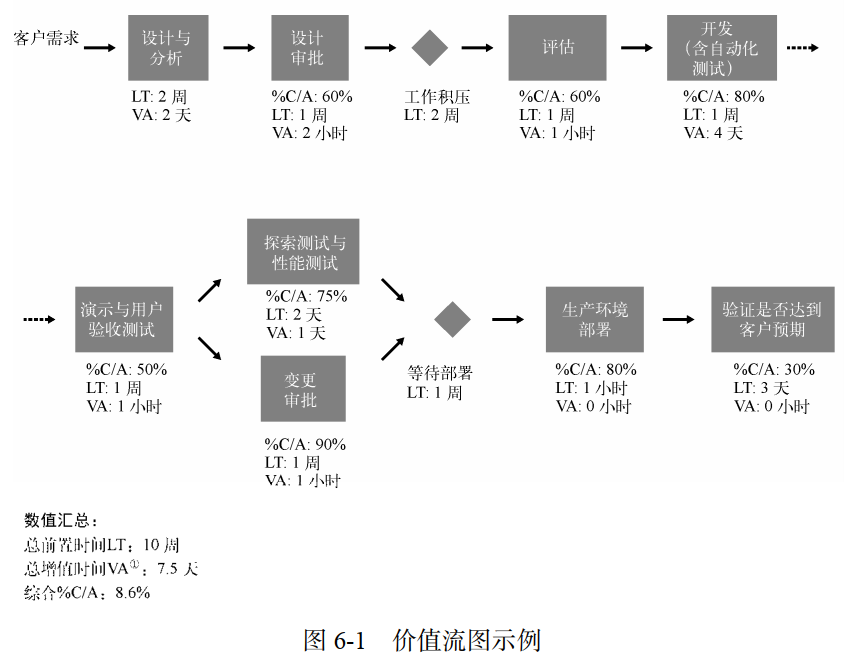 客户需求
设计与
分析
LT: 2 周
VA: 2 天
设计
审批
%C/A: 60%
LT: 1 周
VA: 2 小时
工作积压
LT: 2 周
评估
%C/A: 60%
LT: 1 周
VA: 1 小时
开发
（含自动化
测试）
%C/A: 80%
LT: 1 周
VA: 4 天
演示与用户
验收测试
%C/A: 50%
LT: 1 周
VA: 1 小时
探索测试与
性能测试
%C/A: 75%
LT: 2 天
VA: 1 天
变更
审批
%C/A: 90%
LT: 1 周
VA: 1 小时
等待部署
LT: 1 周
生产环境
部署
%C/A: 80%
LT: 1 小时
VA: 0 小时
验证是否达到
客户预期
%C/A: 30%
LT: 3 天
VA: 0 小时
数值汇总：
总前置时间LT：10 周
总增值时间VA①：7.5 天
综合%C/A：8.6%
图 6-1 价值流图示例